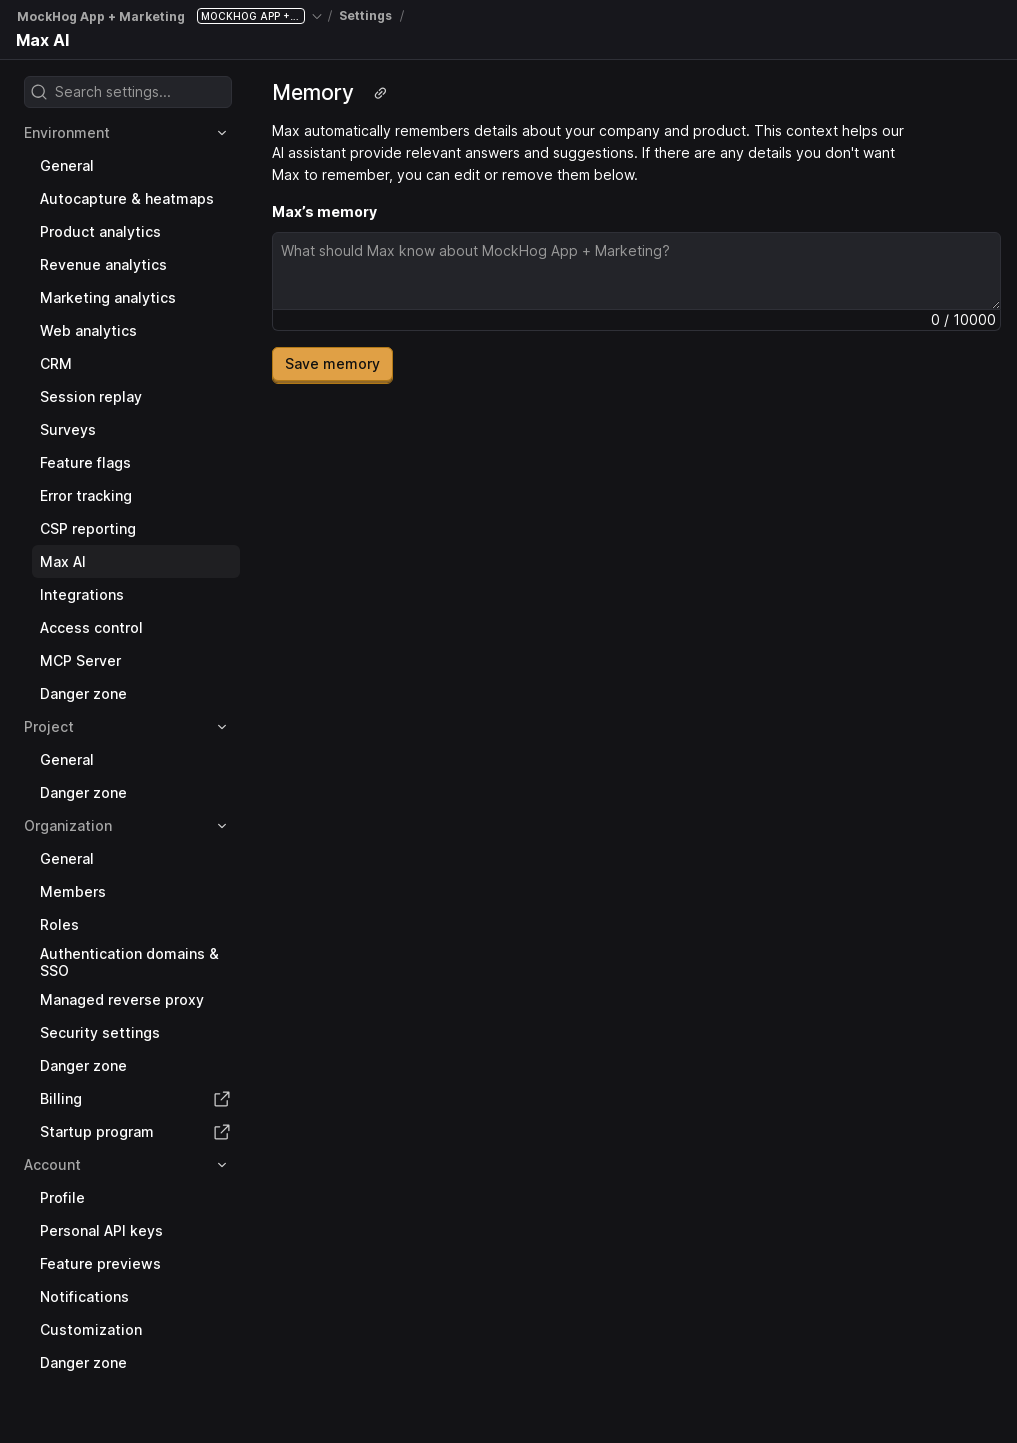 MockHog App + Marketing MOCKHOG APP +... / Settings /
Max AI
Search settings...
Environment
General
Autocapture & heatmaps
Product analytics
Revenue analytics
Marketing analytics
Web analytics
CRM
Session replay
Surveys
Feature flags
Error tracking
CSP reporting
Max AI
Integrations
Access control
MCP Server
Danger zone
Project
General
Danger zone
Organization
General
Members
Roles
Authentication domains &
SSO
Managed reverse proxy
Security settings
Danger zone
Billing
Startup program
Account
Profile
Personal API keys
Feature previews
Notifications
Customization
Danger zone
Memory
Max automatically remembers details about your company and product. This context helps our
AI assistant provide relevant answers and suggestions. If there are any details you don't want
Max to remember, you can edit or remove them below.
Max’s memory
What should Max know about MockHog App + Marketing?
0 / 10000
Save memory